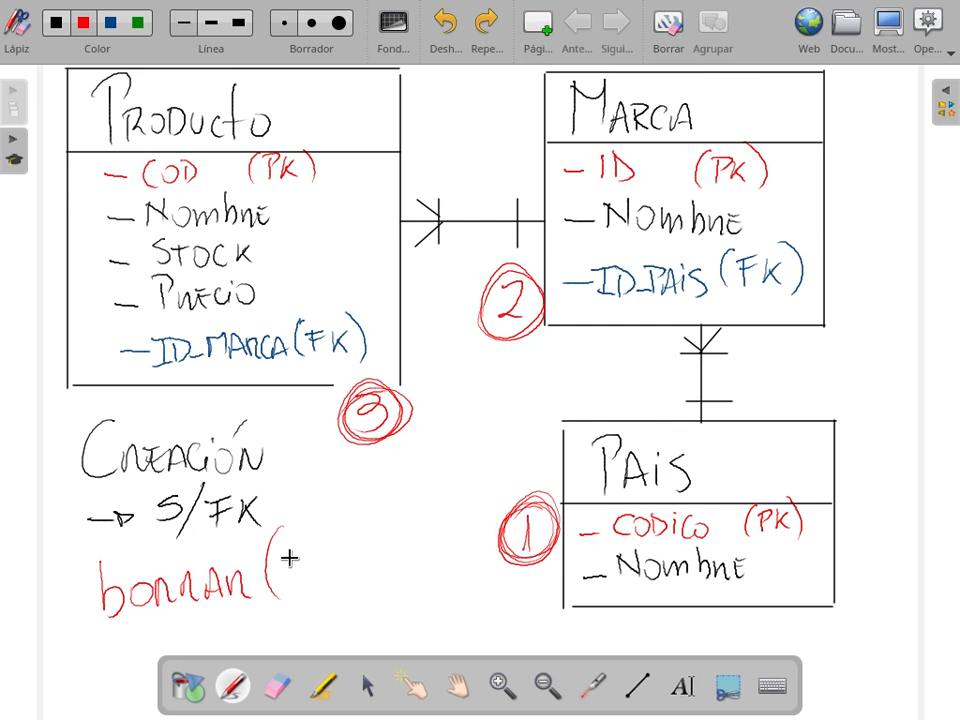 Lápiz
Color
Línea
Borrador
Fond...
Desh...
Repe...
Pági...
Ante...
Sigui...
Borrar
Agrupar
Web
Docu...
Most...
Ope...
PRODUCTO
- COD (PK)
- Nombre
- STOCK
- Precio
- ID_MARCA (FK)
3
MARCA
- ID (PK)
- Nombre
- ID_PAIS (FK)
2
PAIS
- CODIGO (PK)
- Nombre
1
CREACIÓN
→ S/FK
borrar (